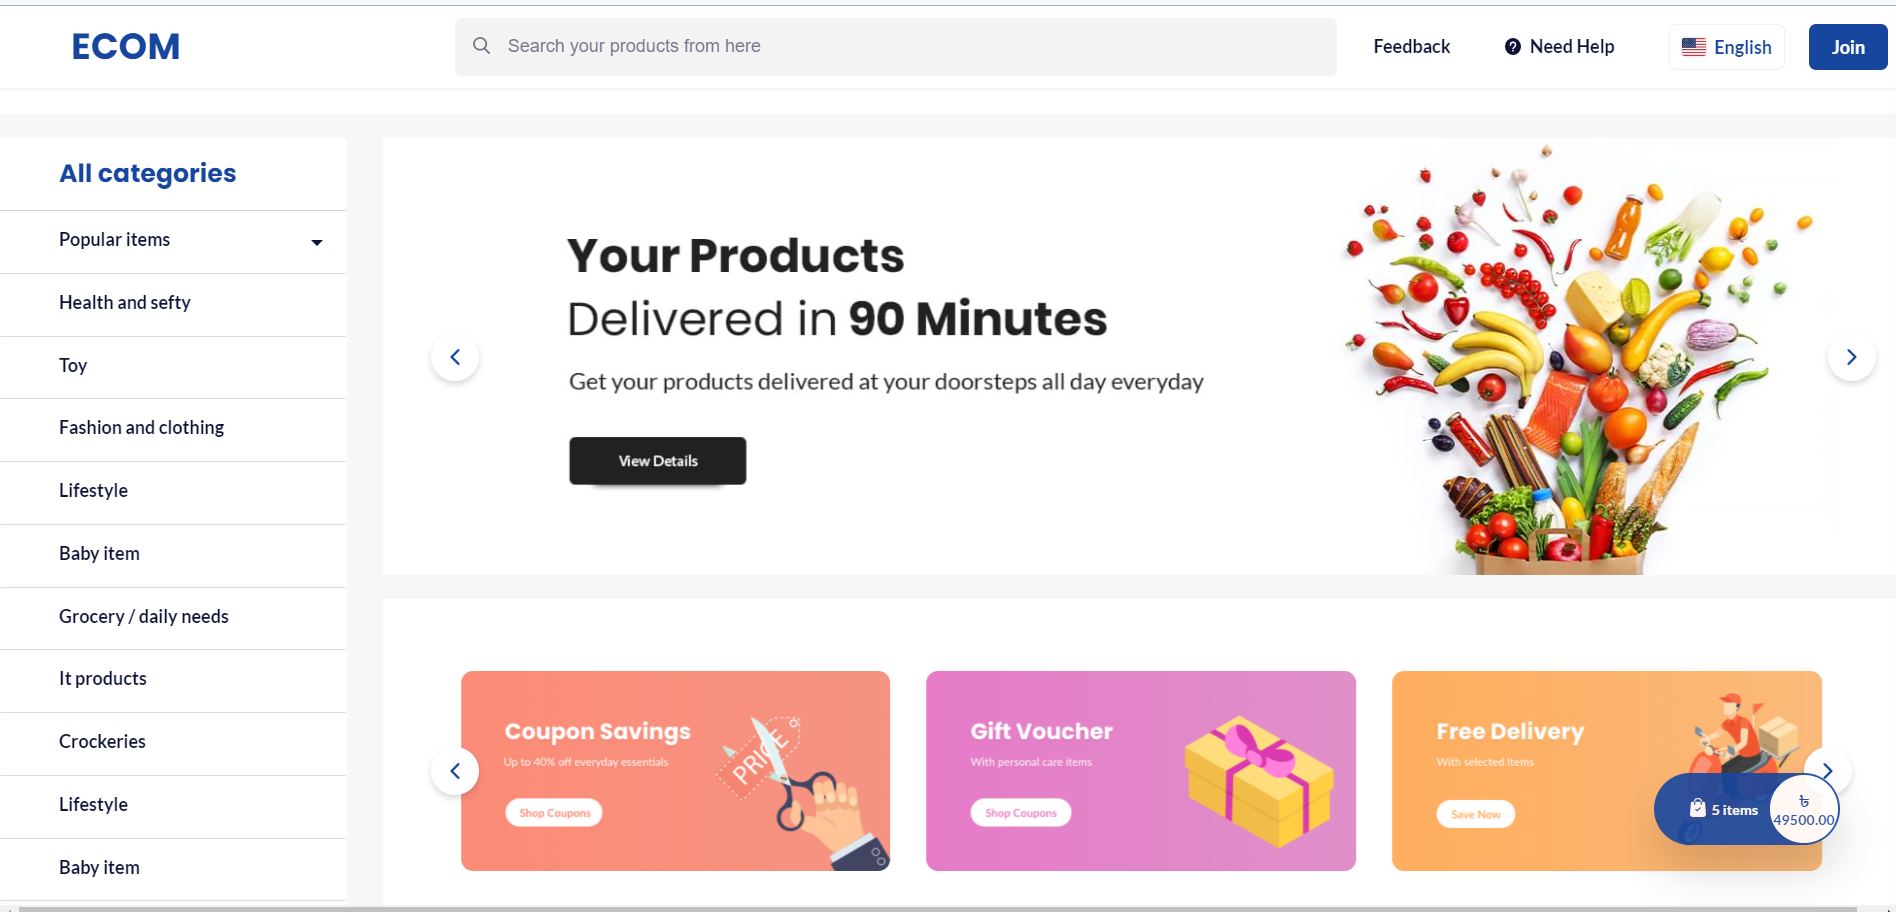 ECOM
Search your products from here
Feedback
Need Help
English
Join
All categories
Popular items
Health and sefty
Toy
Fashion and clothing
Lifestyle
Baby item
Grocery / daily needs
It products
Crockeries
Lifestyle
Baby item
Your Products
Delivered in 90 Minutes
Get your products delivered at your doorsteps all day everyday
View Details
Coupon Savings
Up to 40% off everyday essentials
Shop Coupons
PRICE
Gift Voucher
With personal care items
Shop Coupons
Free Delivery
With selected Items
Save Now
5 items
৳
49500.00